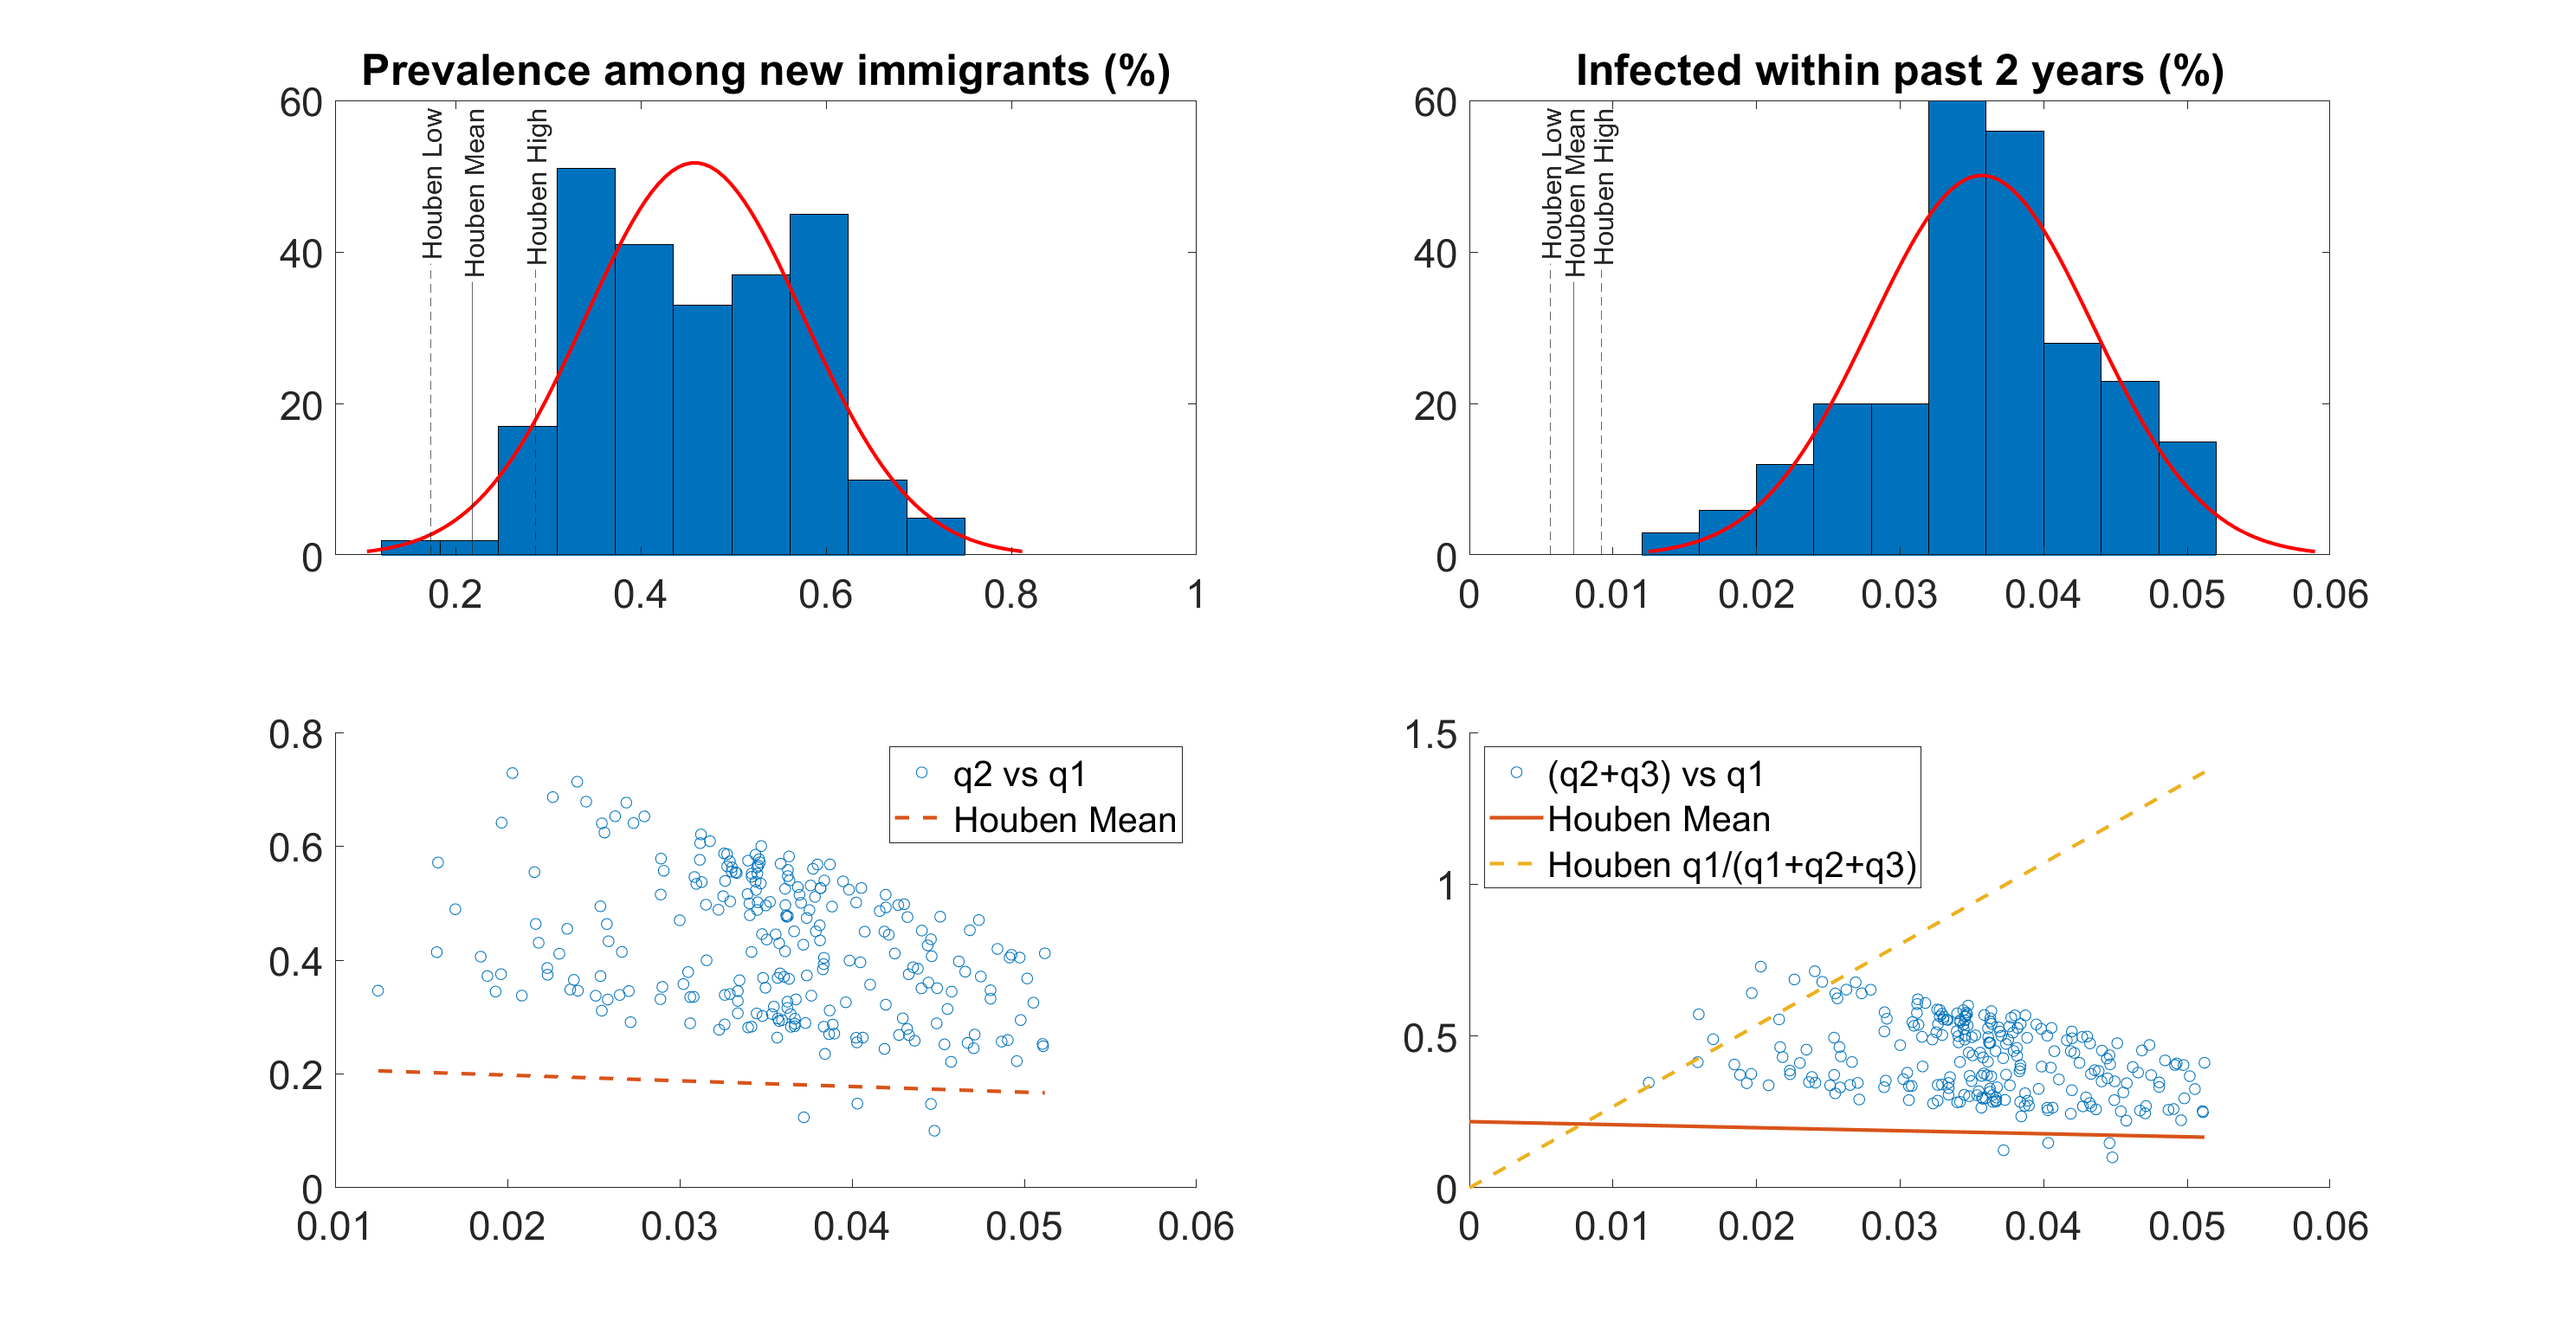 Prevalence among new immigrants (%)
60
40
20
0
0.2 0.4 0.6 0.8 1
Houben Low
Houben Mean
Houben High
Infected within past 2 years (%)
60
40
20
0
0 0.01 0.02 0.03 0.04 0.05 0.06
Houben Low
Houben Mean
Houben High
0.8
0.6
0.4
0.2
0
0.01 0.02 0.03 0.04 0.05 0.06
q2 vs q1
Houben Mean
1.5
1
0.5
0
0 0.01 0.02 0.03 0.04 0.05 0.06
(q2+q3) vs q1
Houben Mean
Houben q1/(q1+q2+q3)